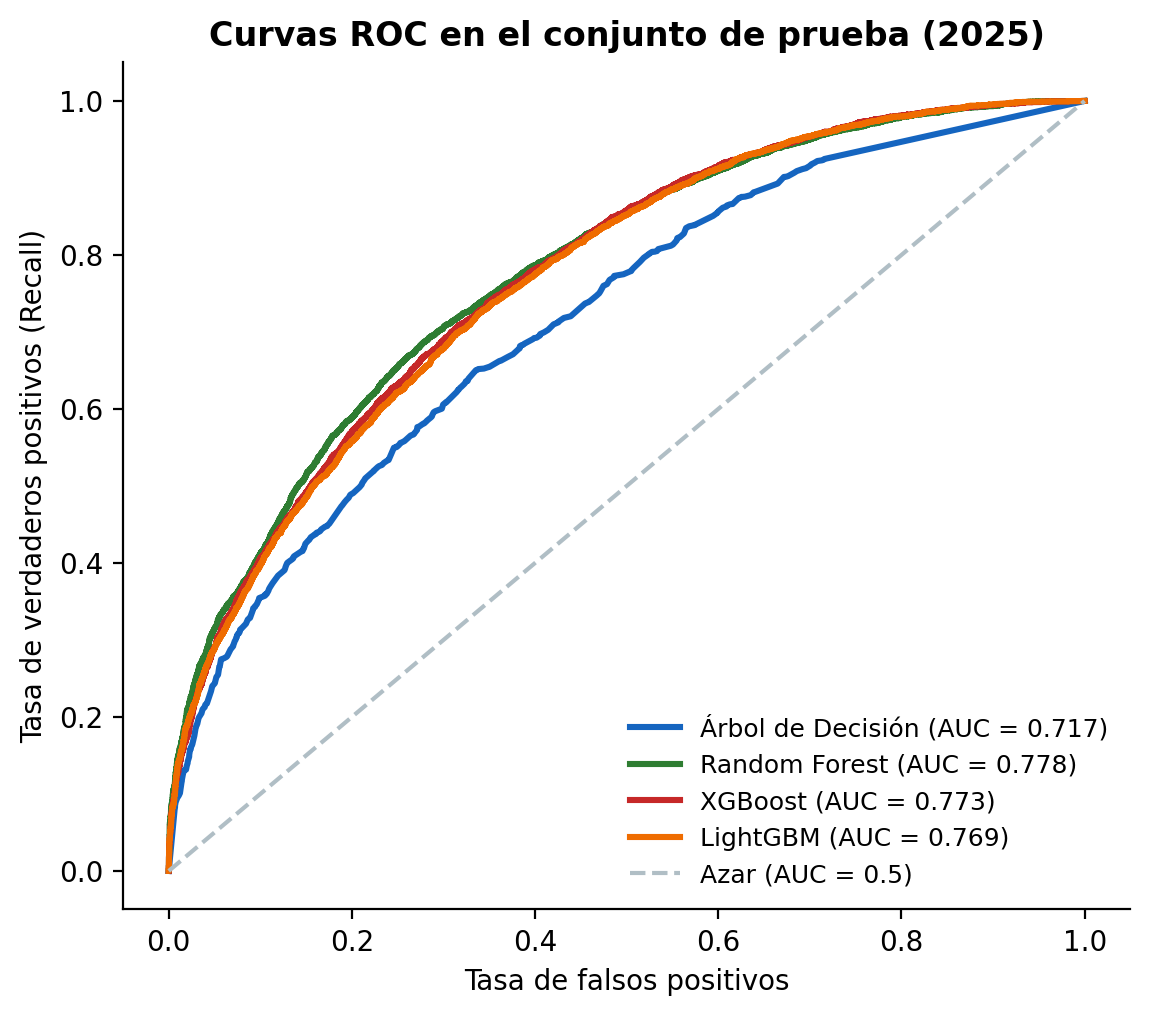 Curvas ROC en el conjunto de prueba (2025)
Tasa de verdaderos positivos (Recall)
1.0
0.8
0.6
0.4
0.2
0.0
Árbol de Decisión (AUC = 0.717)
Random Forest (AUC = 0.778)
XGBoost (AUC = 0.773)
LightGBM (AUC = 0.769)
Azar (AUC = 0.5)
0.0 0.2 0.4 0.6 0.8 1.0
Tasa de falsos positivos